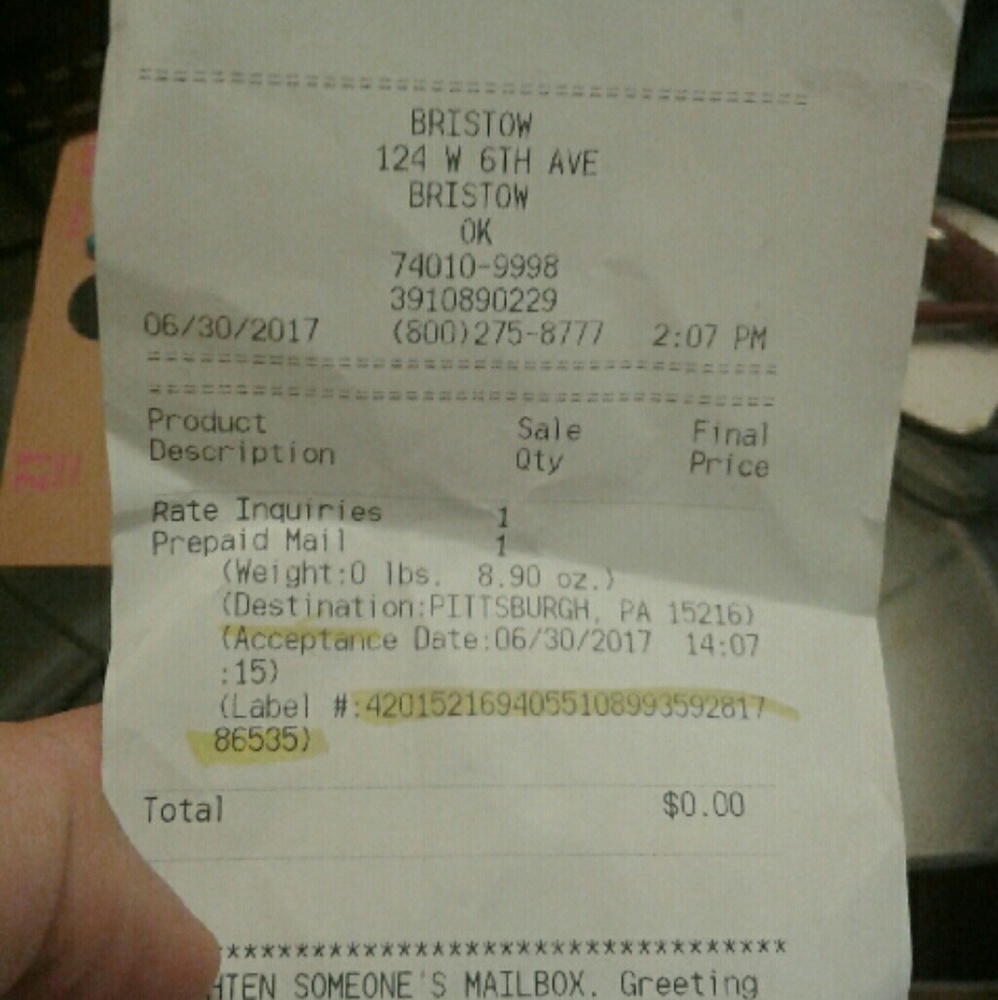 ====================================
BRISTOW
124 W 6TH AVE
BRISTOW
OK
74010-9998
3910890229
06/30/2017 (800)275-8777 2:07 PM
====================================
====================================
Product Sale Final
Description Qty Price
Rate Inquiries 1
Prepaid Mail 1
(Weight:0 lbs. 8.90 oz.)
(Destination:PITTSBURGH, PA 15216)
(Acceptance Date:06/30/2017 14:07
:15)
(Label #:42015216940551089935928​17
86535)
Total $0.00
************************************
SOMEONE'S MAILBOX. Greeting